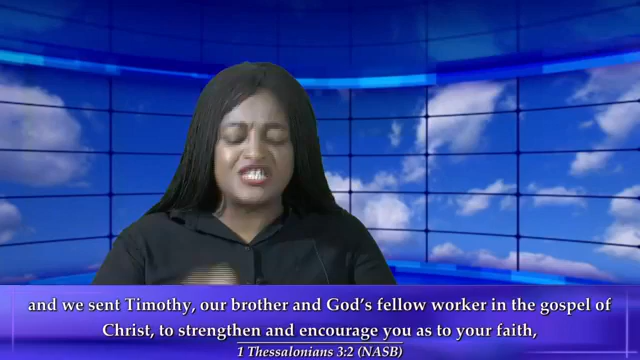 and we sent Timothy, our brother and God's fellow worker in the gospel of
Christ, to strengthen and encourage you as to your faith,
1 Thessalonians 3:2 (NASB)